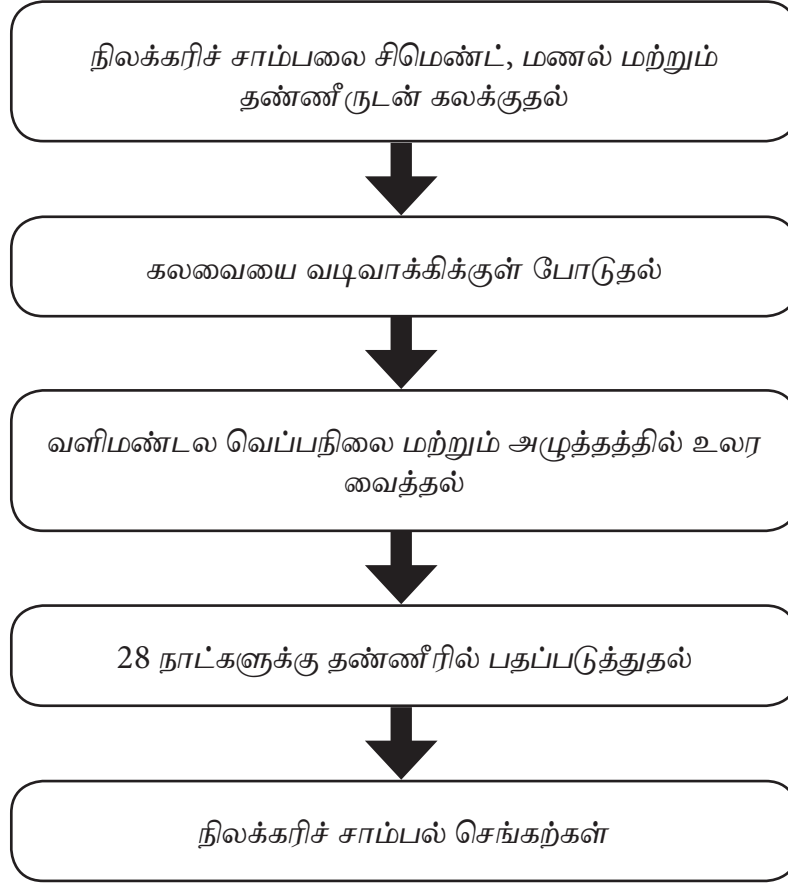 நிலக்கரிச் சாம்பலை சிமெண்ட், மணல் மற்றும்
தண்ணீருடன் கலக்குதல்
கலவையை வடிவாக்கிக்குள் போடுதல்
வளிமண்டல வெப்பநிலை மற்றும் அழுத்தத்தில் உலர
வைத்தல்
28 நாட்களுக்கு தண்ணீரில் பதப்படுத்துதல்
நிலக்கரிச் சாம்பல் செங்கற்கள்